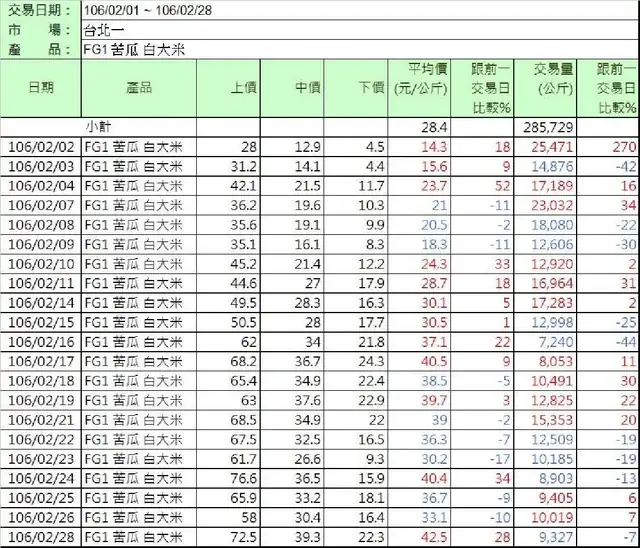 交易日期： 106/02/01 ~ 106/02/28
市 場： 台北一
產 品： FG1 苦瓜 白大米
日期 產品 上價 中價 下價 平均價(元/公斤) 跟前一交易日比較% 交易量(公斤) 跟前一交易日比較%
小計 28.4 285,729
106/02/02 FG1 苦瓜 白大米 28 12.9 4.5 14.3 18 25,471 270
106/02/03 FG1 苦瓜 白大米 31.2 14.1 4.4 15.6 9 14,876 -42
106/02/04 FG1 苦瓜 白大米 42.1 21.5 11.7 23.7 52 17,189 16
106/02/07 FG1 苦瓜 白大米 36.2 19.6 10.3 21 -11 23,032 34
106/02/08 FG1 苦瓜 白大米 35.6 19.1 9.9 20.5 -2 18,080 -22
106/02/09 FG1 苦瓜 白大米 35.1 16.1 8.3 18.3 -11 12,606 -30
106/02/10 FG1 苦瓜 白大米 45.2 21.4 12.2 24.3 33 12,920 2
106/02/11 FG1 苦瓜 白大米 44.6 27 17.9 28.7 18 16,964 31
106/02/14 FG1 苦瓜 白大米 49.5 28.3 16.3 30.1 5 17,283 2
106/02/15 FG1 苦瓜 白大米 50.5 28 17.7 30.5 1 12,998 -25
106/02/16 FG1 苦瓜 白大米 62 34 21.8 37.1 22 7,240 -44
106/02/17 FG1 苦瓜 白大米 68.2 36.7 24.3 40.5 9 8,053 11
106/02/18 FG1 苦瓜 白大米 65.4 34.9 22.4 38.5 -5 10,491 30
106/02/19 FG1 苦瓜 白大米 63 37.6 22.9 39.7 3 12,825 22
106/02/21 FG1 苦瓜 白大米 68.5 34.9 22 39 -2 15,353 20
106/02/22 FG1 苦瓜 白大米 67.5 32.5 16.5 36.3 -7 12,509 -19
106/02/23 FG1 苦瓜 白大米 61.7 26.6 9.3 30.2 -17 10,185 -19
106/02/24 FG1 苦瓜 白大米 76.6 36.5 15.9 40.4 34 8,903 -13
106/02/25 FG1 苦瓜 白大米 65.9 33.2 18.1 36.7 -9 9,405 6
106/02/26 FG1 苦瓜 白大米 58 30.4 16.4 33.1 -10 10,019 7
106/02/28 FG1 苦瓜 白大米 72.5 39.3 22.3 42.5 28 9,327 -7